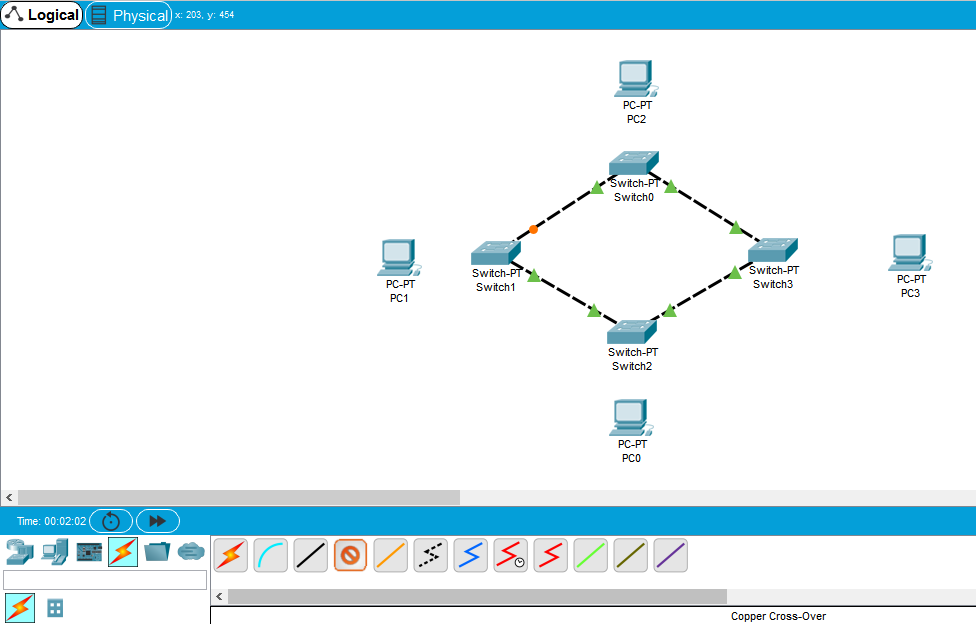 Logical
Physical
x: 203, y: 454
PC-PT
PC2
Switch-PT
Switch0
PC-PT
PC1
Switch-PT
Switch1
Switch-PT
Switch3
PC-PT
PC3
Switch-PT
Switch2
PC-PT
PC0
Time: 00:02:02
Copper Cross-Over